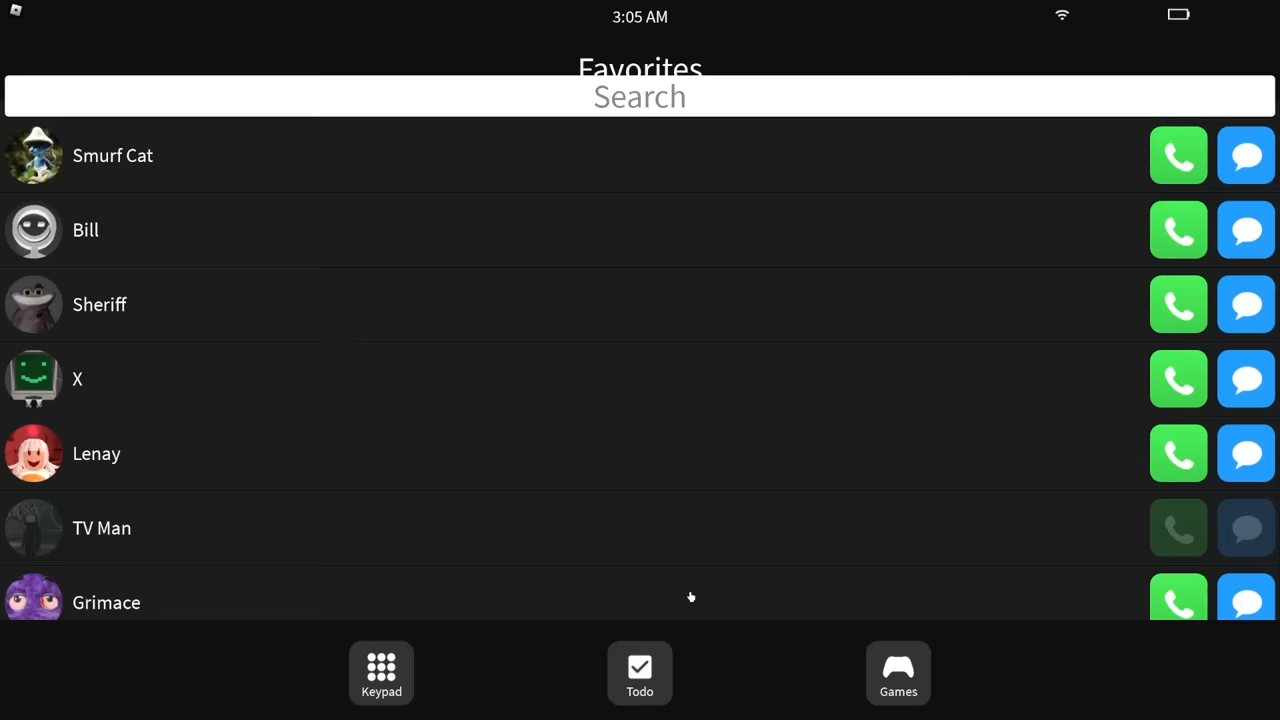 3:05 AM
Favorites
Search
Smurf Cat
Bill
Sheriff
X
Lenay
TV Man
Grimace
Keypad
Todo
Games